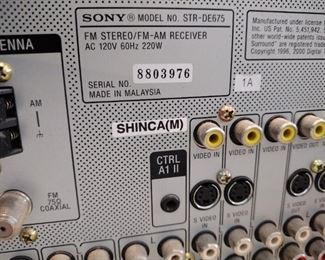 SONY MODEL NO. STR-DE675
FM STEREO/FM-AM RECEIVER
AC 120V 60Hz 220W
SERIAL NO. 8803976
MADE IN MALAYSIA
1A
Manufactured under license
Inc. US Pat. No. 5,451,942, 5
other world-wide patents
Surround" are registered trade
Copyright 1996, 2000 Digital
ENNA
AM
FM
75Ω
COAXIAL
SHINCA(M)
CTRL
A1 II
VIDEO IN
VIDEO IN
VIDEO IN
VIDEO OUT
S VIDEO
IN
S VIDEO
IN